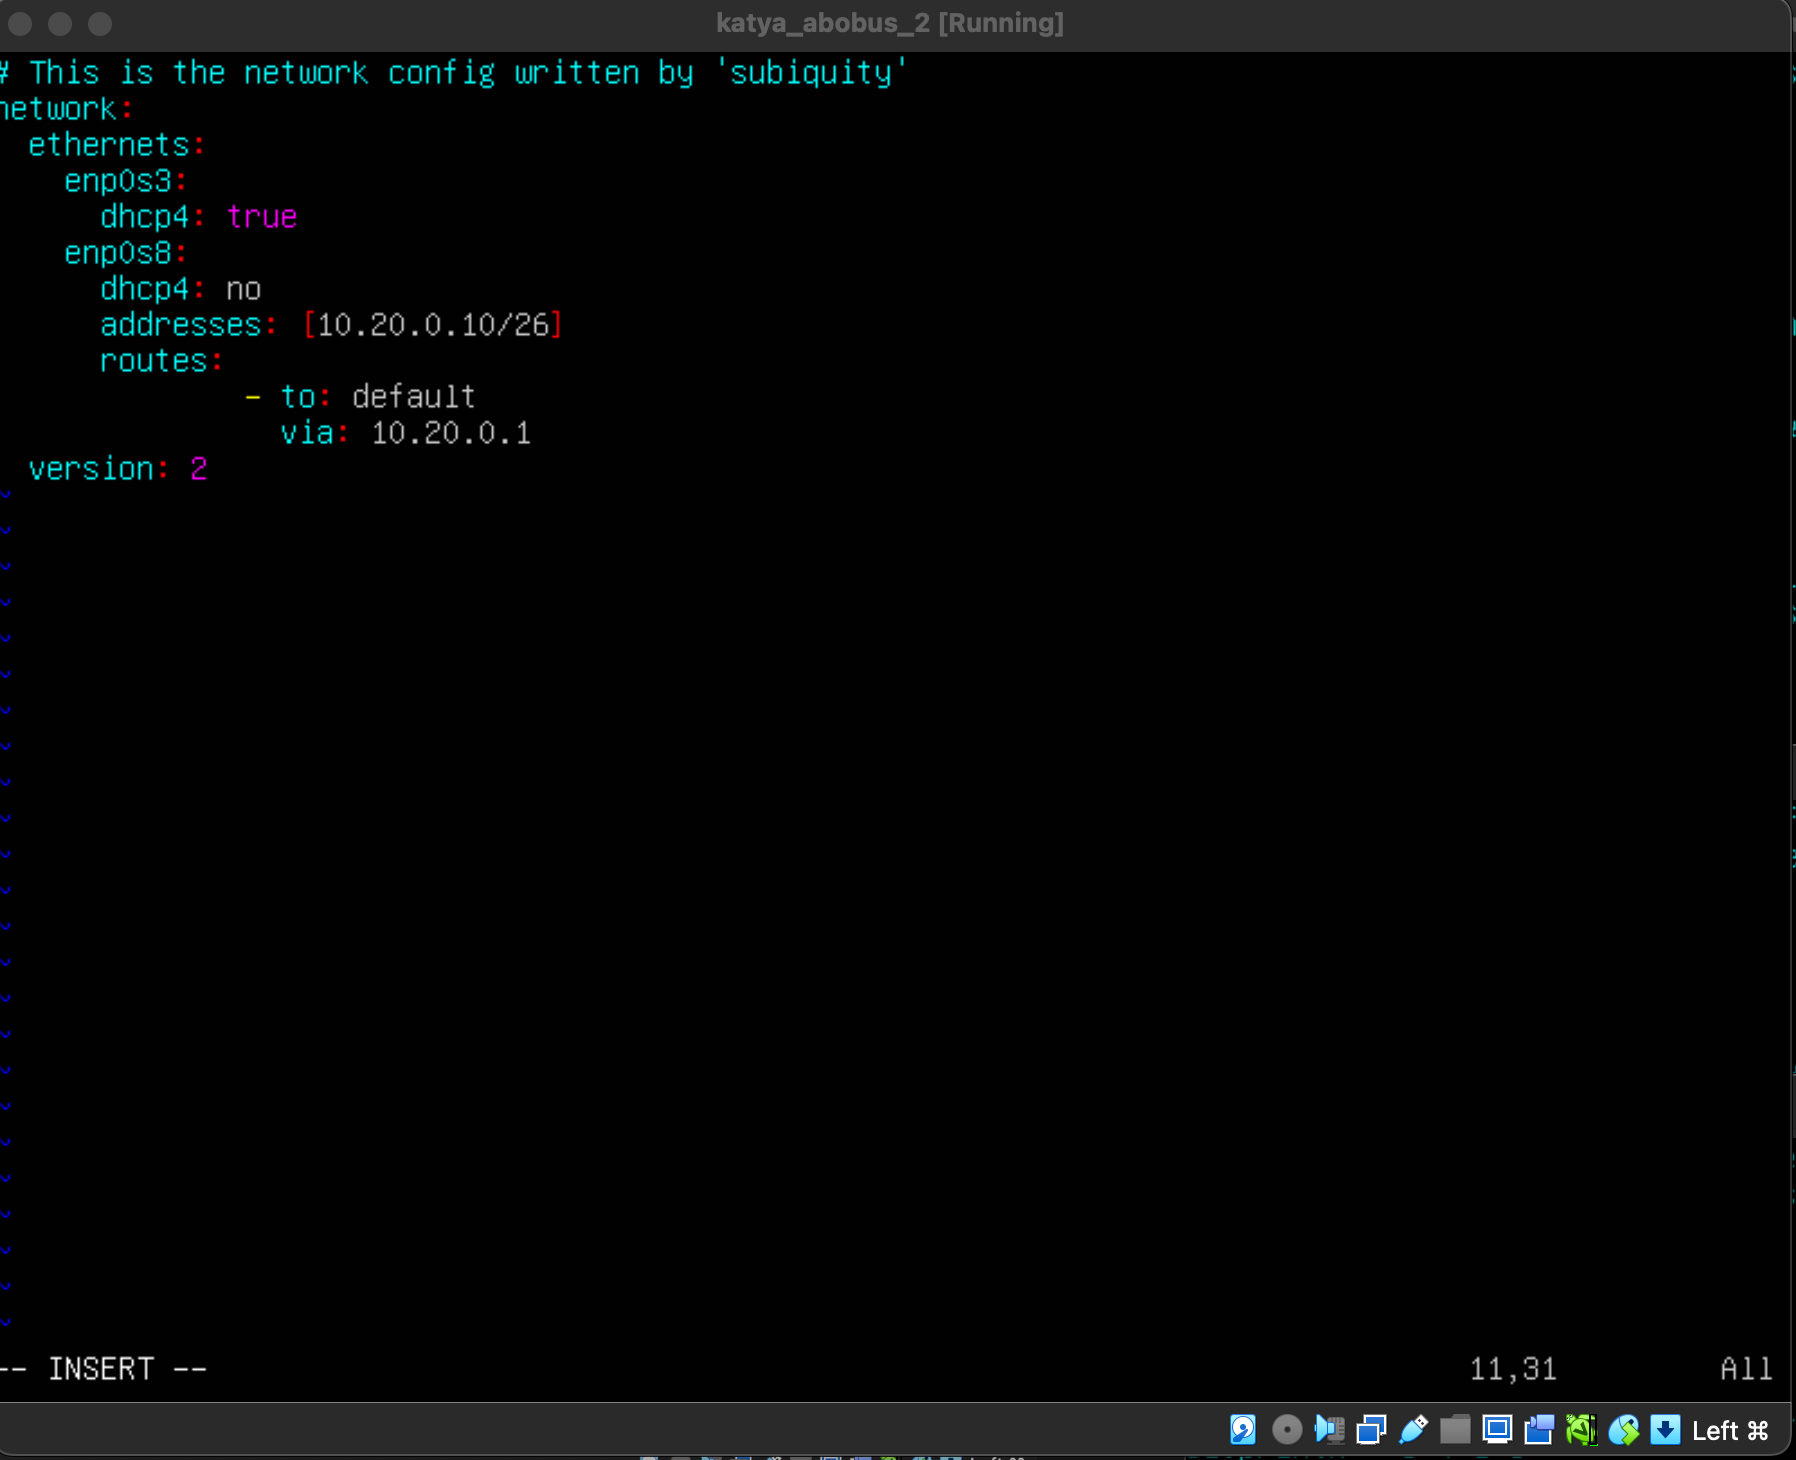 katya_abobus_2 [Running]
# This is the network config written by 'subiquity'
network:
  ethernets:
    enp0s3:
      dhcp4: true
    enp0s8:
      dhcp4: no
      addresses: [10.20.0.10/26]
      routes:
              - to: default
                via: 10.20.0.1
  version: 2
-- INSERT -- 11,31 All
Left ⌘